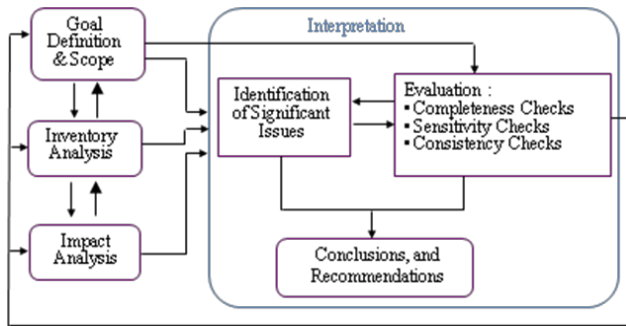 Goal
Definition
& Scope
Inventory
Analysis
Impact
Analysis
Interpretation
Identification
of Significant
Issues
Evaluation :
▪ Completeness Checks
▪ Sensitivity Checks
▪ Consistency Checks
Conclusions, and
Recommendations